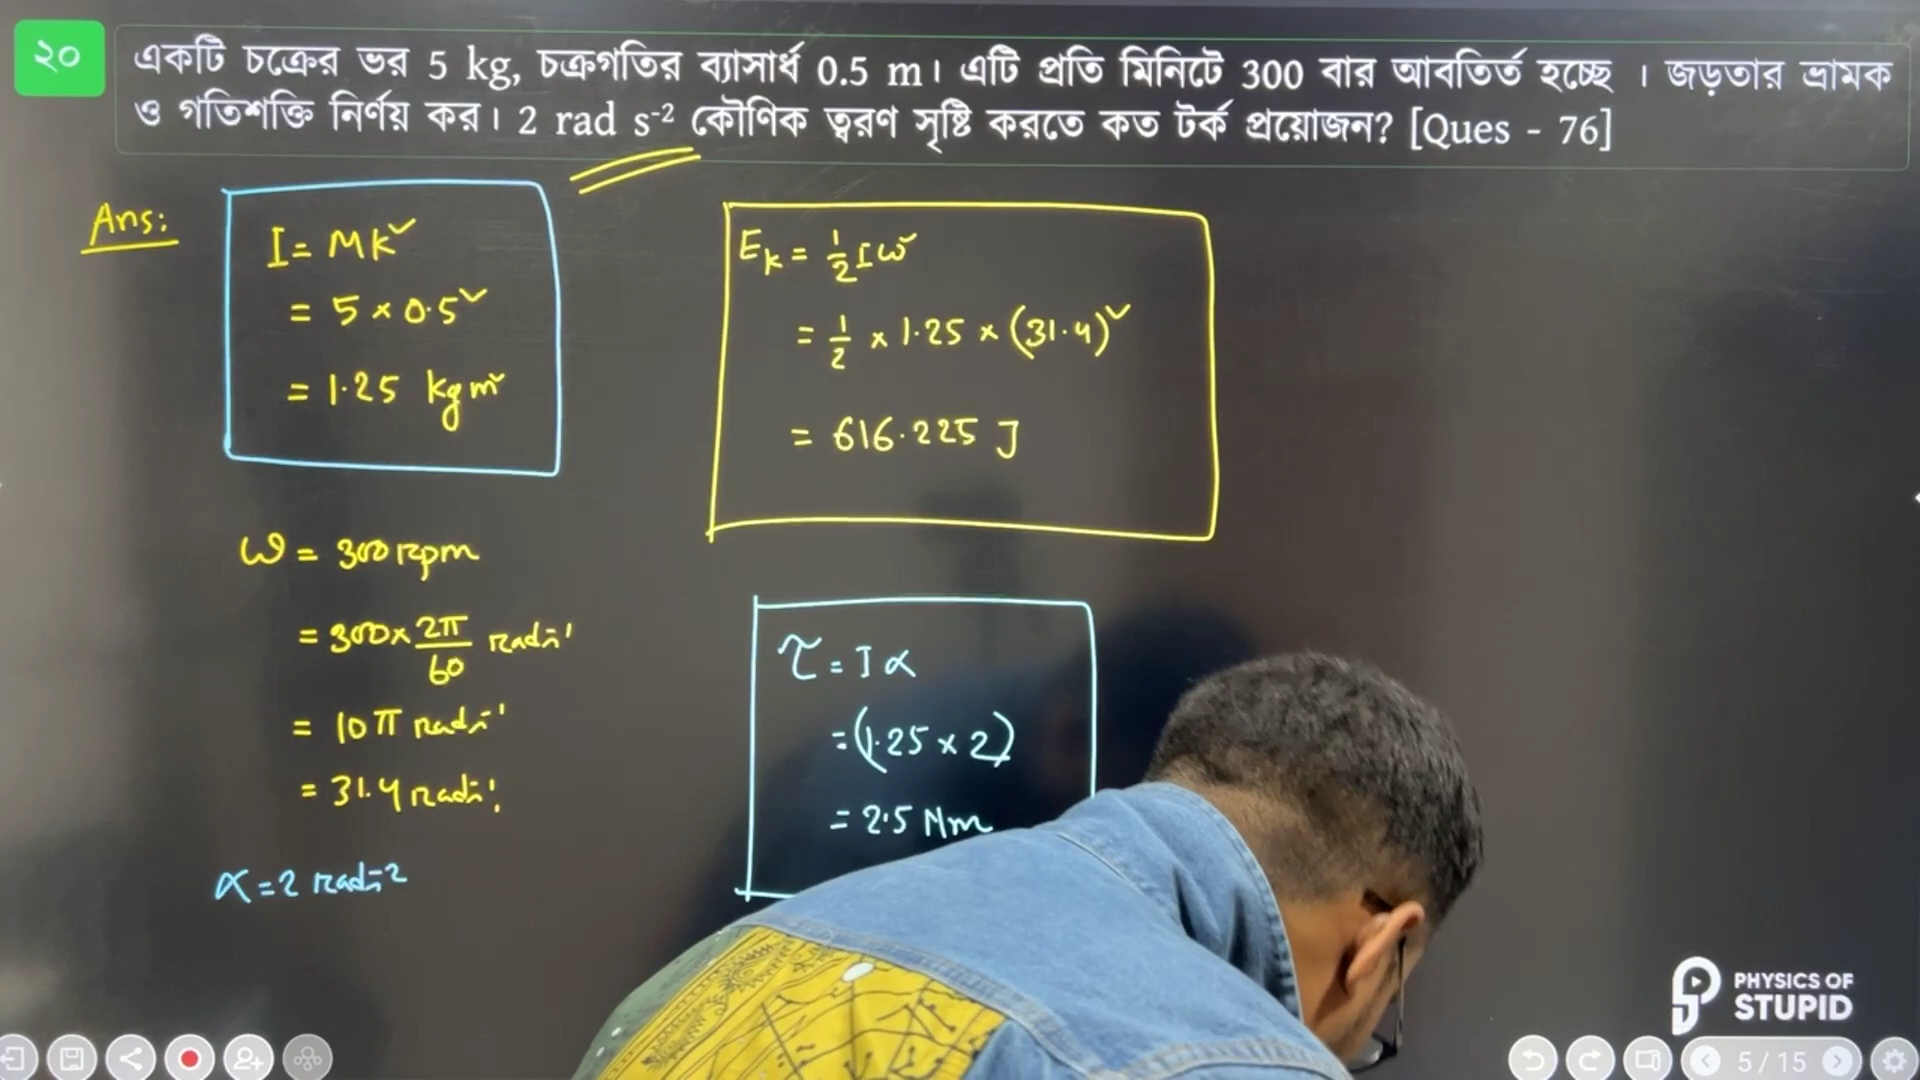 ২০
একটি চক্রের ভর 5 kg, চক্রগতির ব্যাসার্ধ 0.5 m। এটি প্রতি মিনিটে 300 বার আবর্তিত হচ্ছে । জড়তার ভ্রামক
ও গতিশক্তি নির্ণয় কর। 2 rad s⁻² কৌণিক ত্বরণ সৃষ্টি করতে কত টর্ক প্রয়োজন? [Ques - 76]
Ans:
I = MK²
= 5 × 0.5²
= 1.25 kgm²
ω = 300 rpm
= 300 × 2π/60 rads⁻¹
= 10π rads⁻¹
= 31.4 rads⁻¹
α = 2 rads⁻²
E_K = 1/2 Iω²
= 1/2 × 1.25 × (31.4)²
= 616.225 J
τ = Iα
= (1.25 × 2)
= 2.5 Nm
PHYSICS OF
STUPID
5 / 15